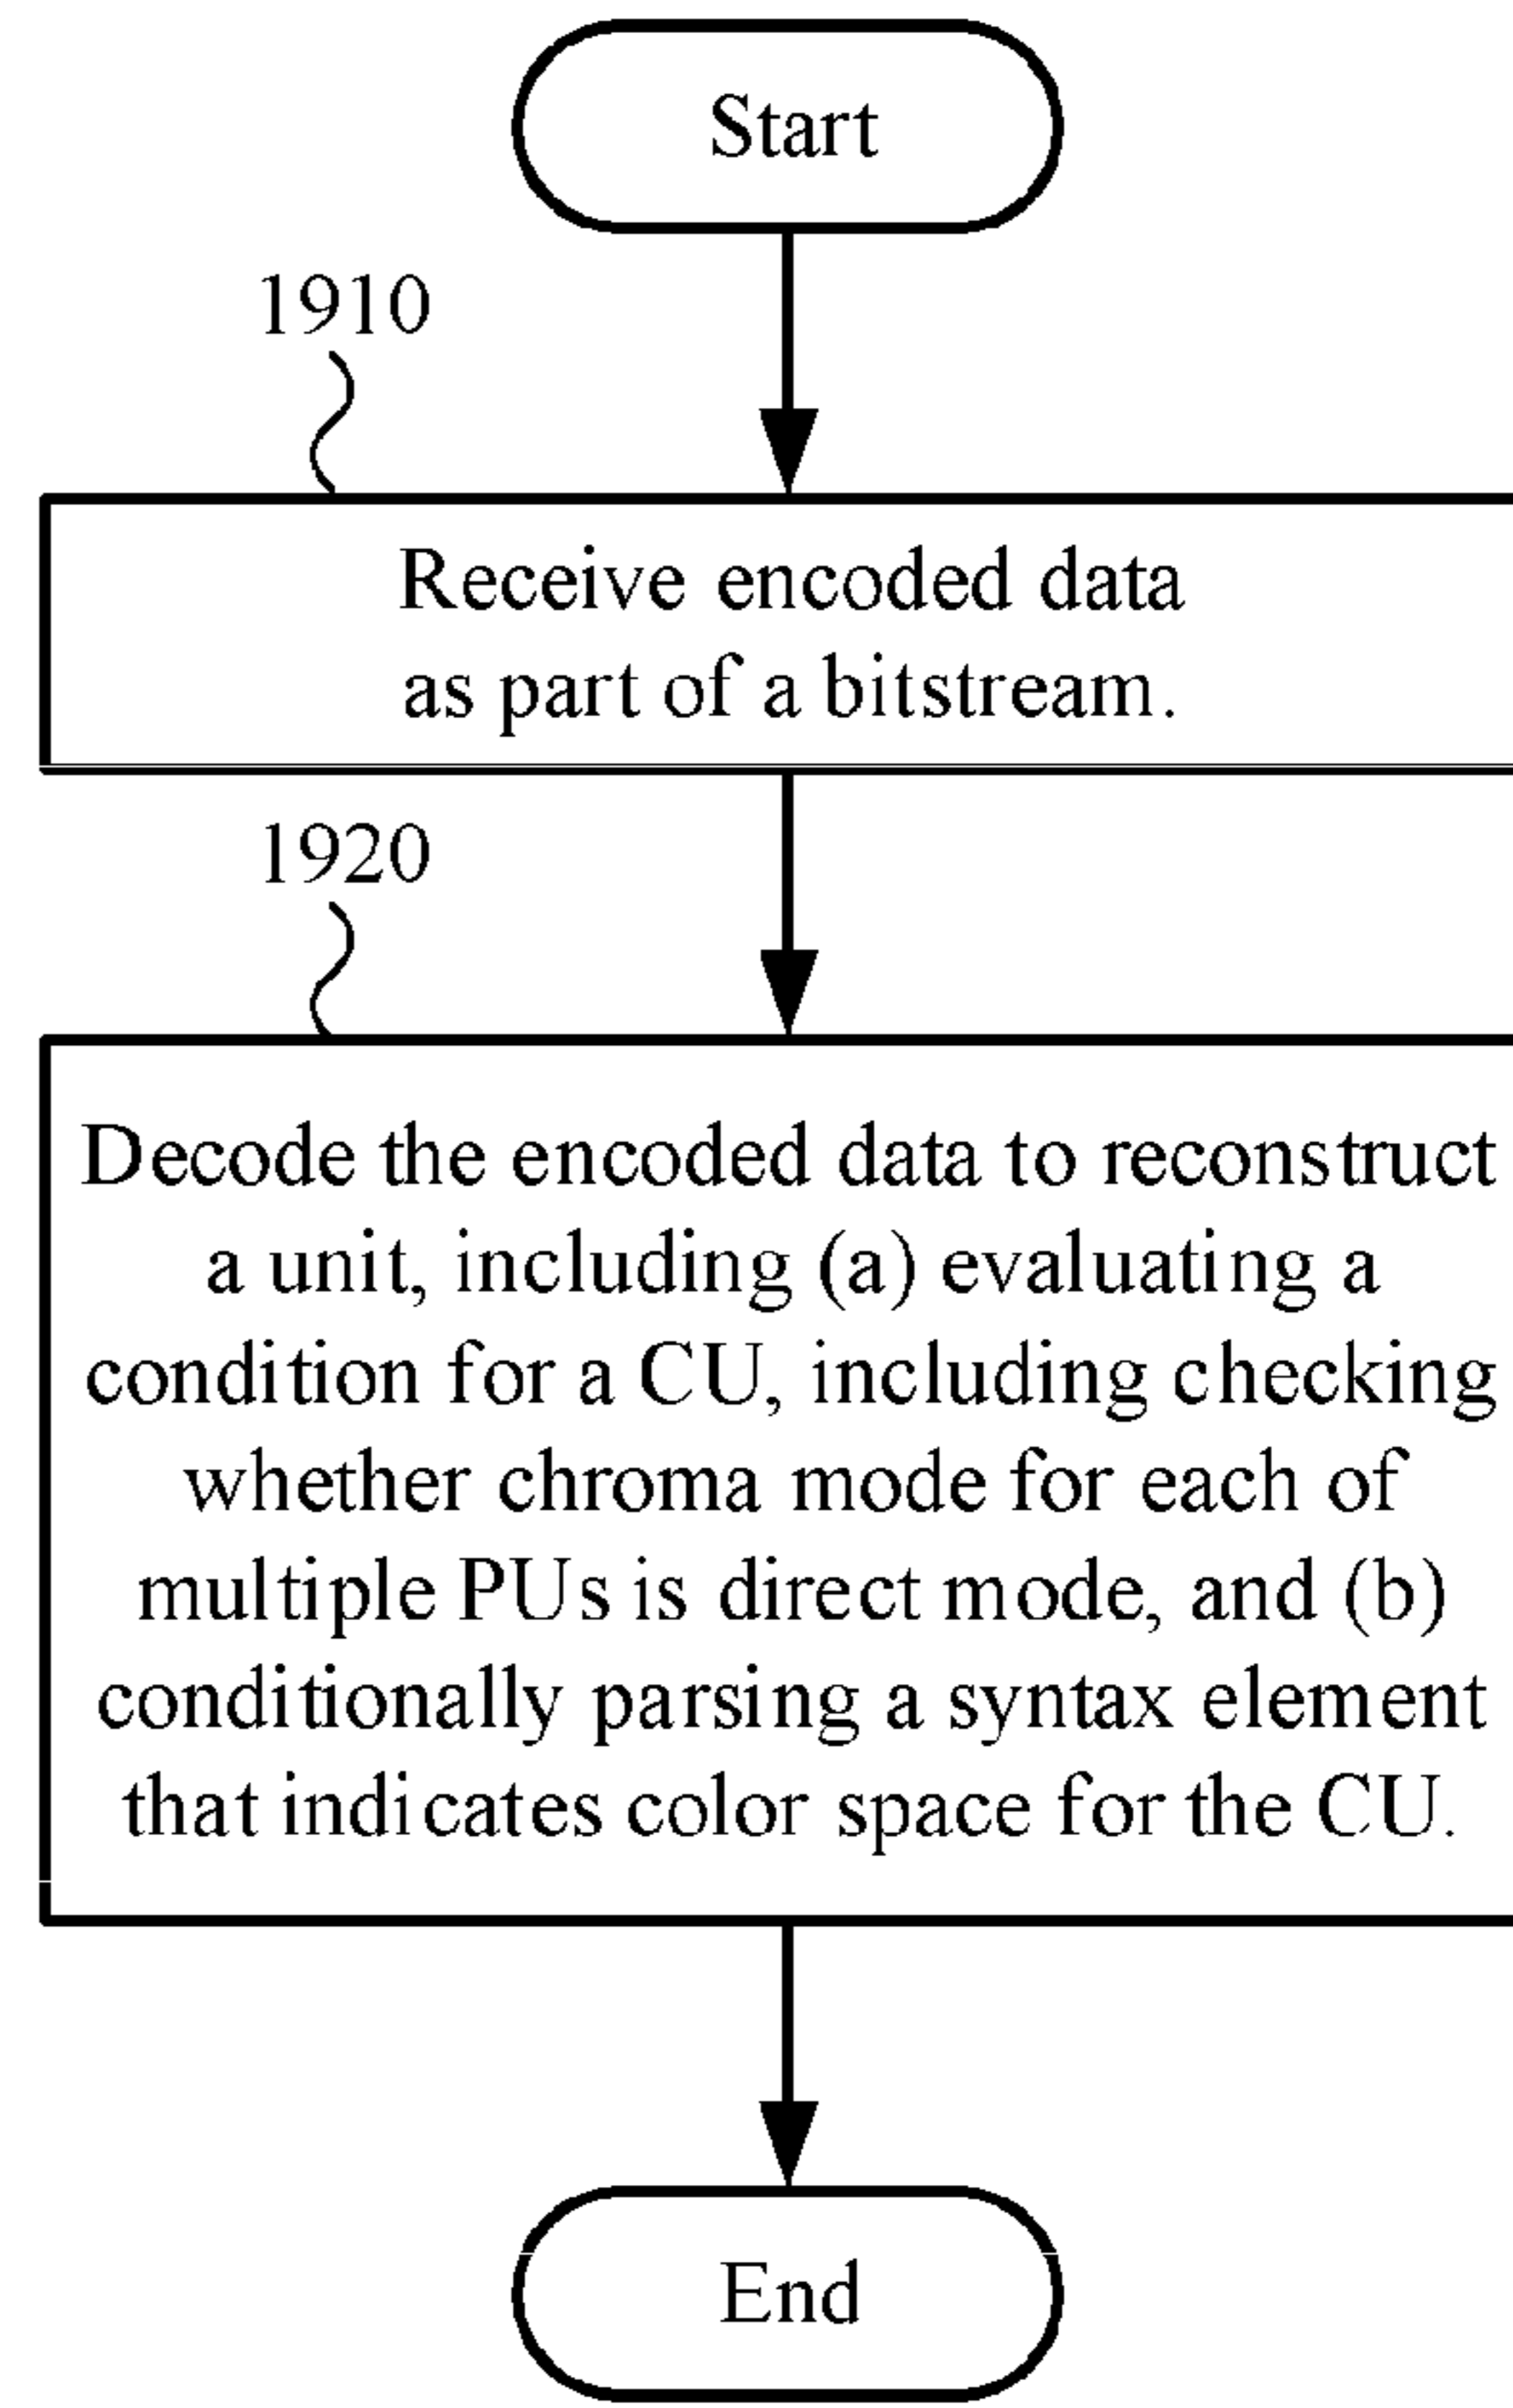 Start
1910
Receive encoded data
as part of a bitstream.
1920
Decode the encoded data to reconstruct
a unit, including (a) evaluating a
condition for a CU, including checking
whether chroma mode for each of
multiple PUs is direct mode, and (b)
conditionally parsing a syntax element
that indicates color space for the CU.
End